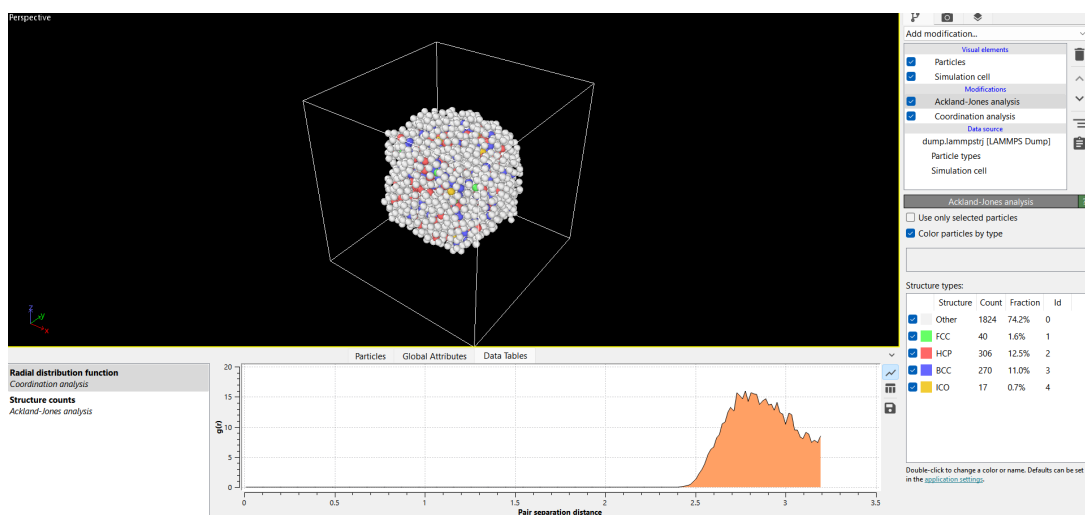 Perspective
z
y
x
Add modification...
Visual elements
Particles
Simulation cell
Modifications
Ackland-Jones analysis
Coordination analysis
Data source
dump.lammpstrj [LAMMPS Dump]
Particle types
Simulation cell
Ackland-Jones analysis
Use only selected particles
Color particles by type
Structure types:
Structure Count Fraction Id
Other 1824 74.2% 0
FCC 40 1.6% 1
HCP 306 12.5% 2
BCC 270 11.0% 3
ICO 17 0.7% 4
Double-click to change a color or name. Defaults can be set
in the application settings.
Particles Global Attributes Data Tables
Radial distribution function
Coordination analysis
Structure counts
Ackland-Jones analysis
g(r)
20
15
10
5
0
0 0.5 1 1.5 2 2.5 3 3.5
Pair separation distance